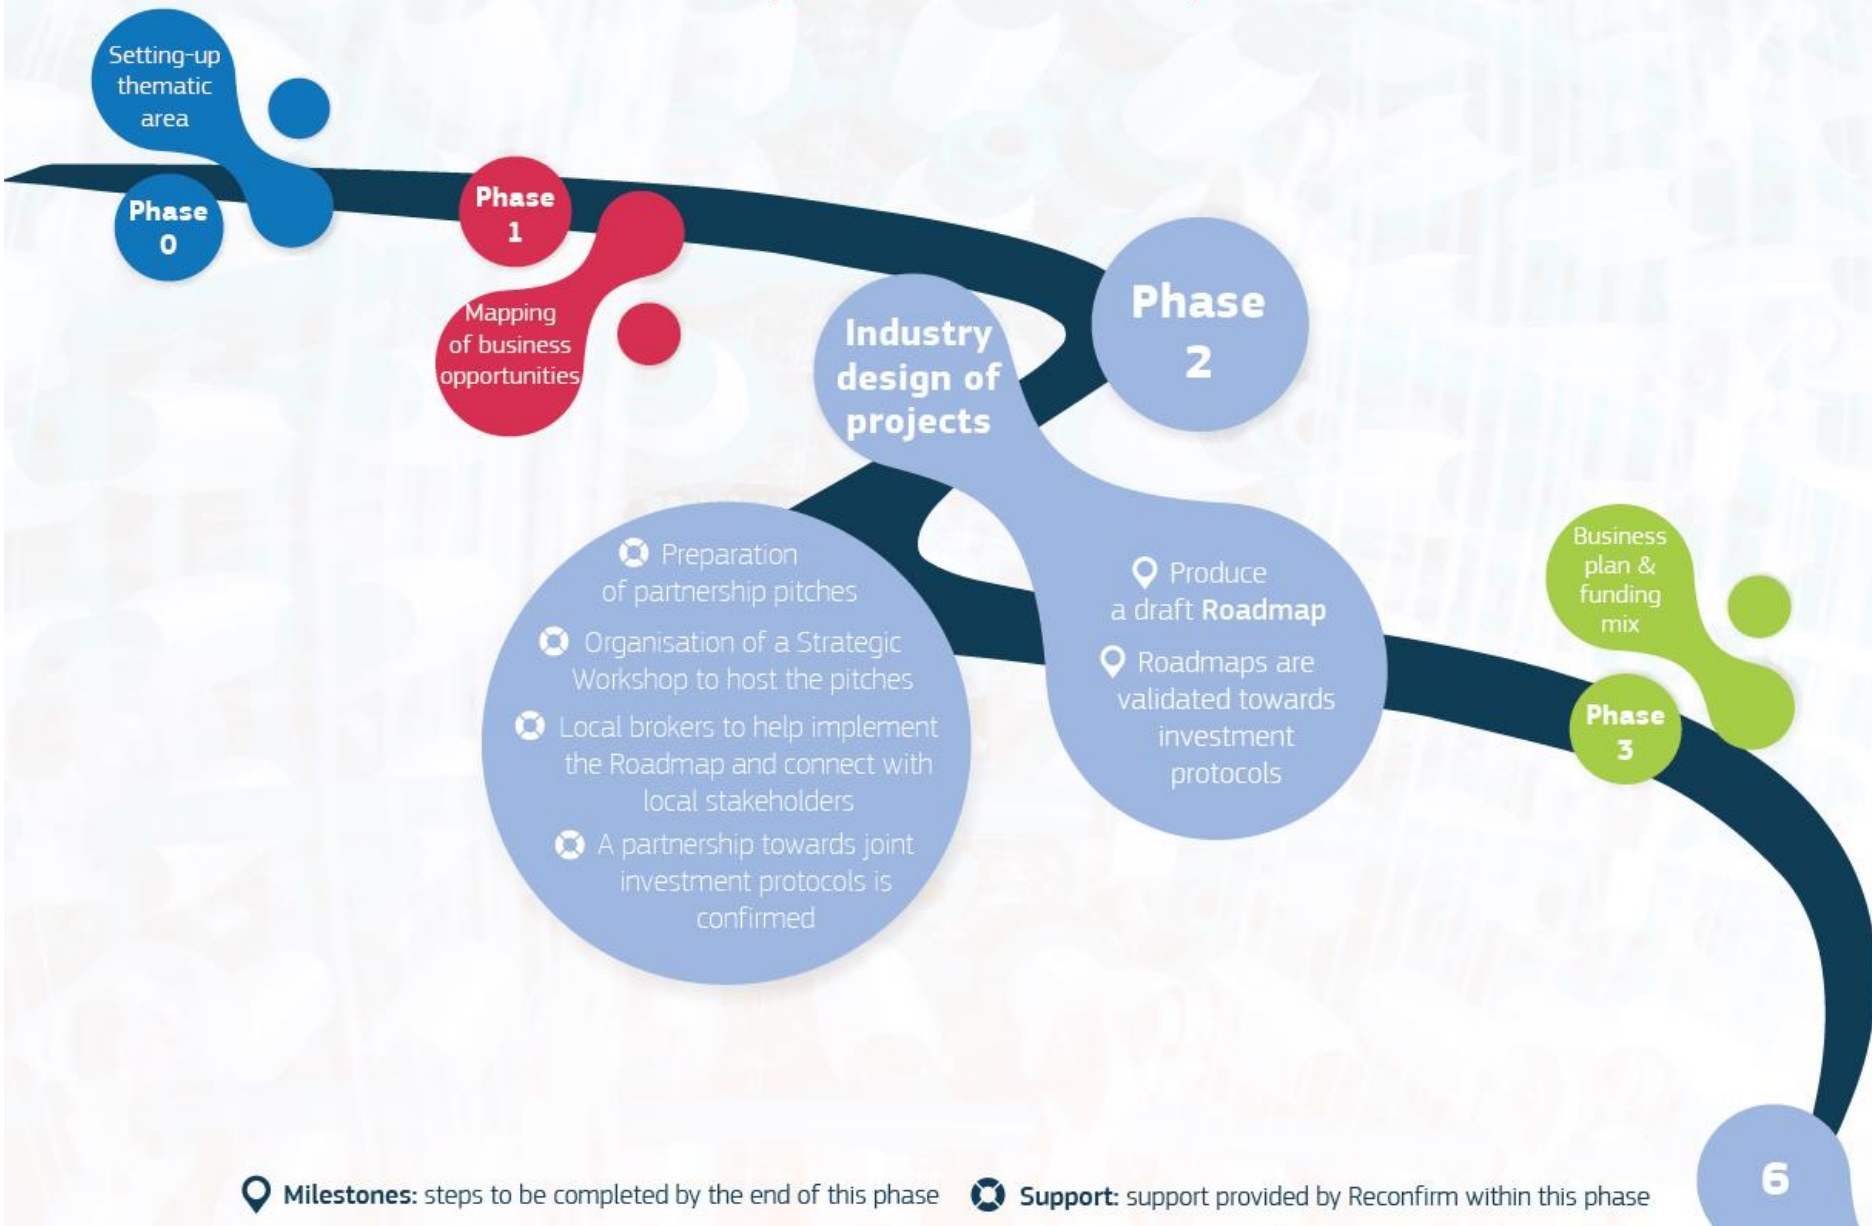 Setting-up
thematic
area
Phase
0
Phase
1
Mapping
of business
opportunities
Phase
2
Industry
design of
projects
Preparation
of partnership pitches
Organisation of a Strategic
Workshop to host the pitches
Local brokers to help implement
the Roadmap and connect with
local stakeholders
A partnership towards joint
investment protocols is
confirmed
Produce
a draft Roadmap
Roadmaps are
validated towards
investment
protocols
Business
plan &
funding
mix
Phase
3
Milestones: steps to be completed by the end of this phase
Support: support provided by Reconfirm within this phase
6